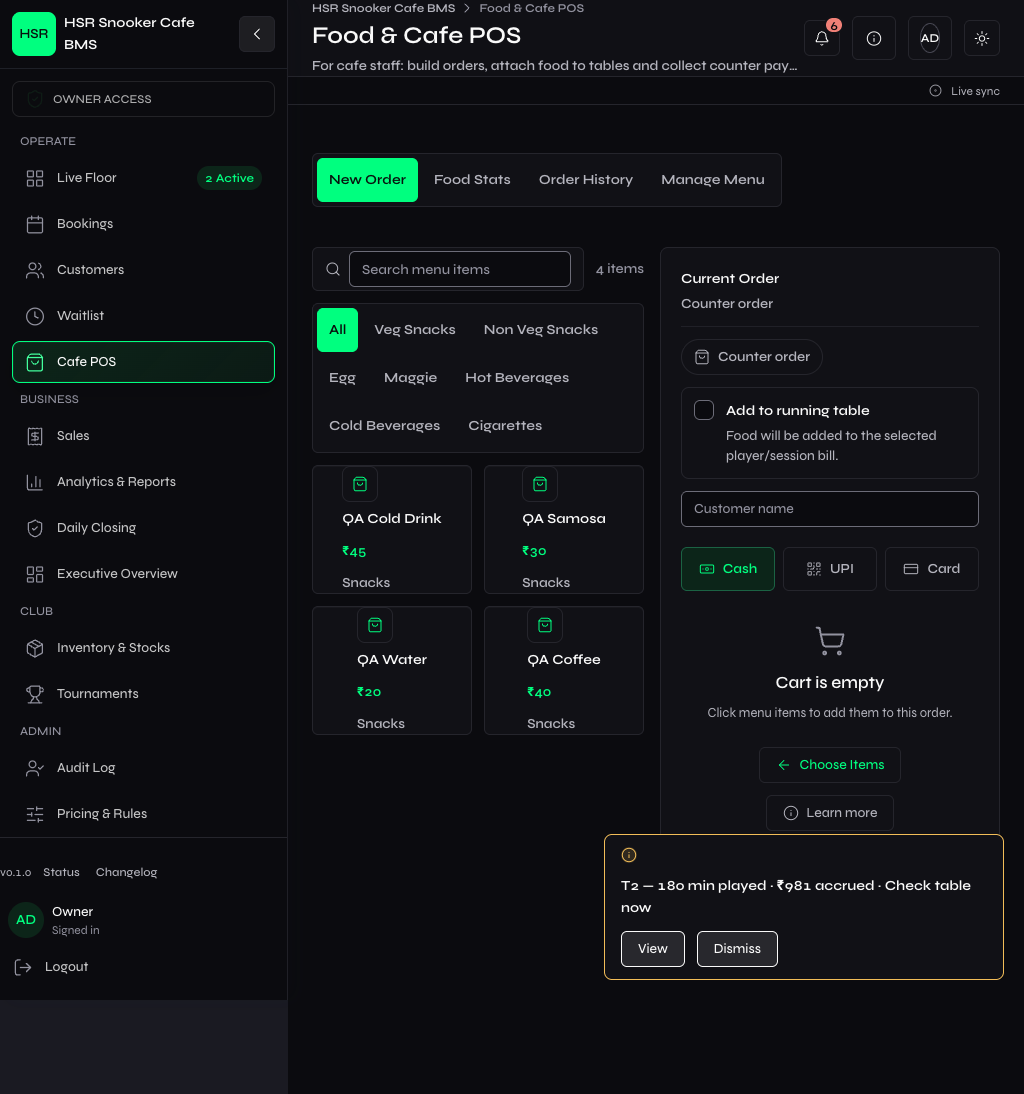 HSR
HSR Snooker Cafe
BMS
OWNER ACCESS
OPERATE
Live Floor
2 Active
Bookings
Customers
Waitlist
Cafe POS
BUSINESS
Sales
Analytics & Reports
Daily Closing
Executive Overview
CLUB
Inventory & Stocks
Tournaments
ADMIN
Audit Log
Pricing & Rules
v0.1.0 Status Changelog
AD
Owner
Signed in
Logout
HSR Snooker Cafe BMS > Food & Cafe POS
Food & Cafe POS
For cafe staff: build orders, attach food to tables and collect counter pay...
6
AD
Live sync
New Order Food Stats Order History Manage Menu
Search menu items
4 items
All Veg Snacks Non Veg Snacks
Egg Maggie Hot Beverages
Cold Beverages Cigarettes
QA Cold Drink
₹45
Snacks
QA Samosa
₹30
Snacks
QA Water
₹20
Snacks
QA Coffee
₹40
Snacks
Current Order
Counter order
Counter order
Add to running table
Food will be added to the selected
player/session bill.
Customer name
Cash UPI Card
Cart is empty
Click menu items to add them to this order.
Choose Items
Learn more
T2 — 180 min played · ₹981 accrued · Check table
now
View Dismiss